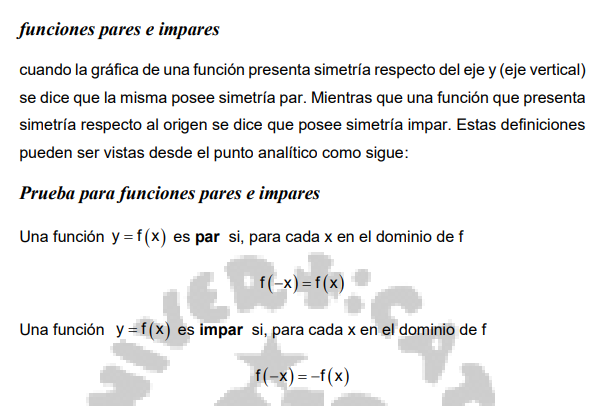 funciones pares e impares
cuando la gráfica de una función presenta simetría respecto del eje y (eje vertical)
se dice que la misma posee simetría par. Mientras que una función que presenta
simetría respecto al origen se dice que posee simetría impar. Estas definiciones
pueden ser vistas desde el punto analítico como sigue:
Prueba para funciones pares e impares
Una función y = f(x) es par si, para cada x en el dominio de f
f(−x) = f(x)
Una función y = f(x) es impar si, para cada x en el dominio de f
f(−x) = −f(x)